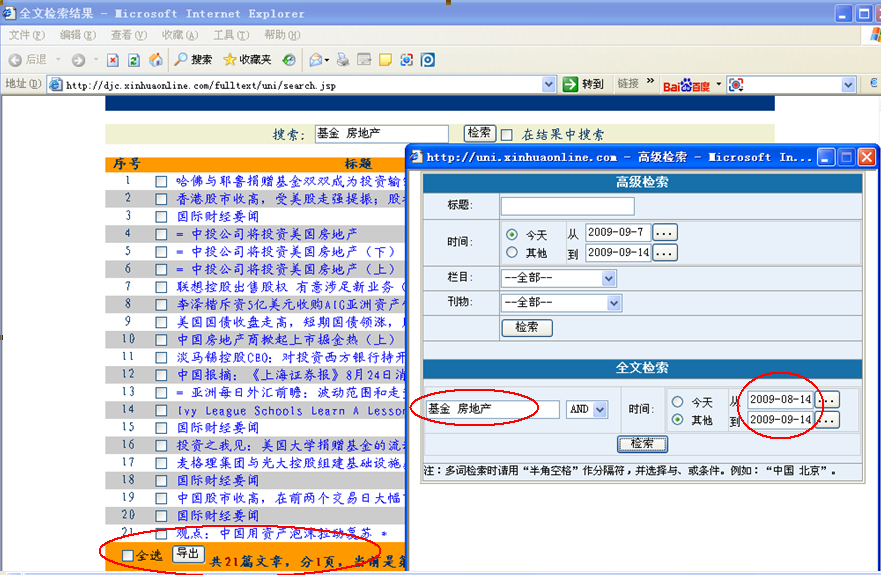 全文检索结果 - Microsoft Internet Explorer
文件(F) 编辑(E) 查看(V) 收藏(A) 工具(T) 帮助(H)
后退 搜索 收藏夹
地址(D) http://djc.xinhuaonline.com/fulltext/uni/search.jsp 转到 链接 » Bai百度
搜索: 基金 房地产 检索 在结果中搜索
序号 标题
1 哈佛与耶鲁捐赠基金双双成为投资输
2 香港股市收高，受美股走强提振；股
3 国际财经要闻
4 = 中投公司将投资美国房地产
5 = 中投公司将投资美国房地产（下）
6 = 中投公司将投资美国房地产（上）
7 联想控股出售股权 有意涉足新业务（
8 李泽楷斥资5亿美元收购AIG亚洲资产
9 美国国债收盘走高，短期国债领涨，
10 中国房地产商掀起上市掘金热（上）
11 淡马锡控股CEO：对投资西方银行持开
12 中国报摘：《上海证券报》8月24日消
13 = 亚洲每日外汇前瞻：波动范围和走
14 Ivy League Schools Learn A Lesson
15 国际财经要闻
16 投资之我见：美国大学捐赠基金的流
17 麦格理集团与光大控股组建基础设施
18 国际财经要闻
19 中国股市收高，在前两个交易日大幅
20 国际财经要闻
21 观点：中国用资产泡沫拉动复苏 *
全选 导出 共21篇文章，分1页，当前是第
http://uni.xinhuaonline.com - 高级检索 - Microsoft In...
高级检索
标题:
时间: 今天 从 2009-09-7 ...
其他 到 2009-09-14 ...
栏目: --全部--
刊物: --全部--
检索
全文检索
基金 房地产 AND 时间: 今天 从 2009-08-14 ...
其他 到 2009-09-14 ...
检索
注：多词检索时请用“半角空格”作分隔符，并选择与、或条件。例如：“中国 北京”。